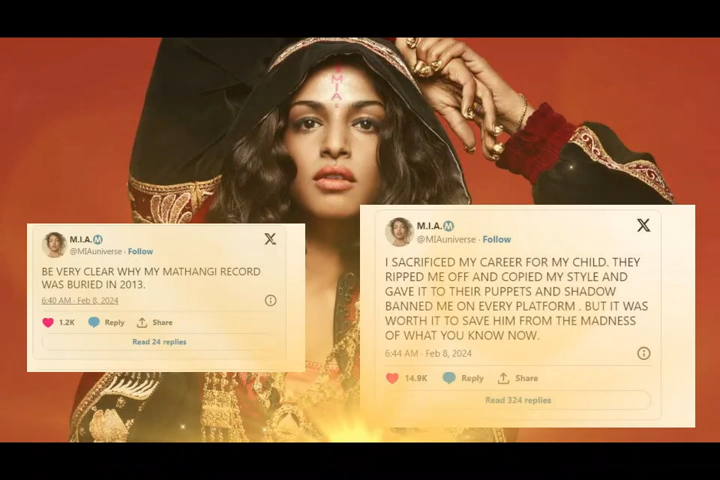 MIA
M.I.A.
@MIAuniverse · Follow
BE VERY CLEAR WHY MY MATHANGI RECORD
WAS BURIED IN 2013.
6:40 AM · Feb 8, 2024
1.2K Reply Share
Read 24 replies
M.I.A.
@MIAuniverse · Follow
I SACRIFICED MY CAREER FOR MY CHILD. THEY
RIPPED ME OFF AND COPIED MY STYLE AND
GAVE IT TO THEIR PUPPETS AND SHADOW
BANNED ME ON EVERY PLATFORM . BUT IT WAS
WORTH IT TO SAVE HIM FROM THE MADNESS
OF WHAT YOU KNOW NOW.
6:44 AM · Feb 8, 2024
14.9K Reply Share
Read 324 replies